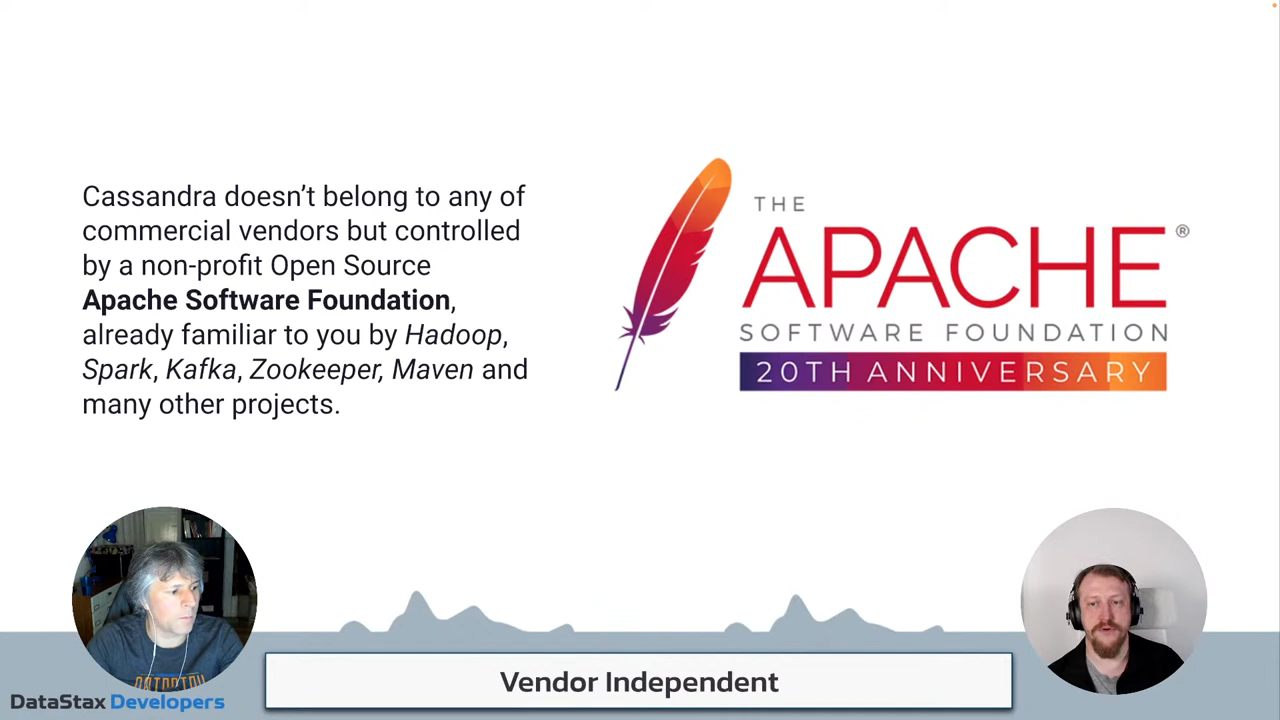 Cassandra doesn’t belong to any of
commercial vendors but controlled
by a non-profit Open Source
Apache Software Foundation,
already familiar to you by Hadoop,
Spark, Kafka, Zookeeper, Maven and
many other projects.
THE
APACHE®
SOFTWARE FOUNDATION
20TH ANNIVERSARY
DATASTAX
DataStax Developers
Vendor Independent